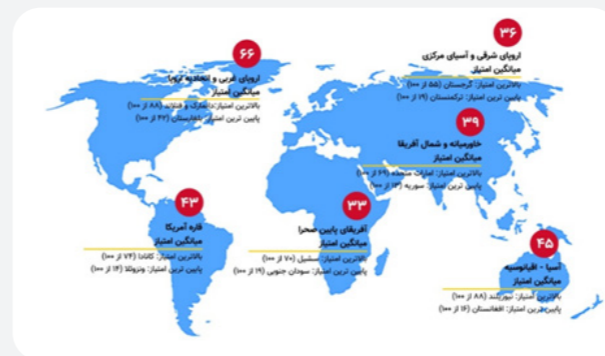 ۳۶
اروپای شرقی و آسیای مرکزی
میانگین امتیاز
بالاترین امتیاز: گرجستان (۵۵ از ۱۰۰)
پایین ترین امتیاز: ترکمنستان (۱۹ از ۱۰۰)
۶۶
اروپای غربی و اتحادیه اروپا
میانگین امتیاز
بالاترین امتیاز: دانمارک و فنلاند (۸۸ از ۱۰۰)
پایین ترین امتیاز: بلغارستان (۴۲ از ۱۰۰)
۳۹
خاورمیانه و شمال آفریقا
میانگین امتیاز
بالاترین امتیاز: امارات متحده (۶۹ از ۱۰۰)
پایین ترین امتیاز: سوریه (۱۳ از ۱۰۰)
۴۳
قاره آمریکا
میانگین امتیاز
بالاترین امتیاز: کانادا (۷۴ از ۱۰۰)
پایین ترین امتیاز: ونزوئلا (۱۴ از ۱۰۰)
۳۳
آفریقای پایین صحرا
میانگین امتیاز
بالاترین امتیاز: سشیل (۷۰ از ۱۰۰)
پایین ترین امتیاز: سودان جنوبی (۱۹ از ۱۰۰)
۴۵
آسیا - اقیانوسیه
میانگین امتیاز
بالاترین امتیاز: نیوزیلند (۸۸ از ۱۰۰)
پایین ترین امتیاز: افغانستان (۱۶ از ۱۰۰)